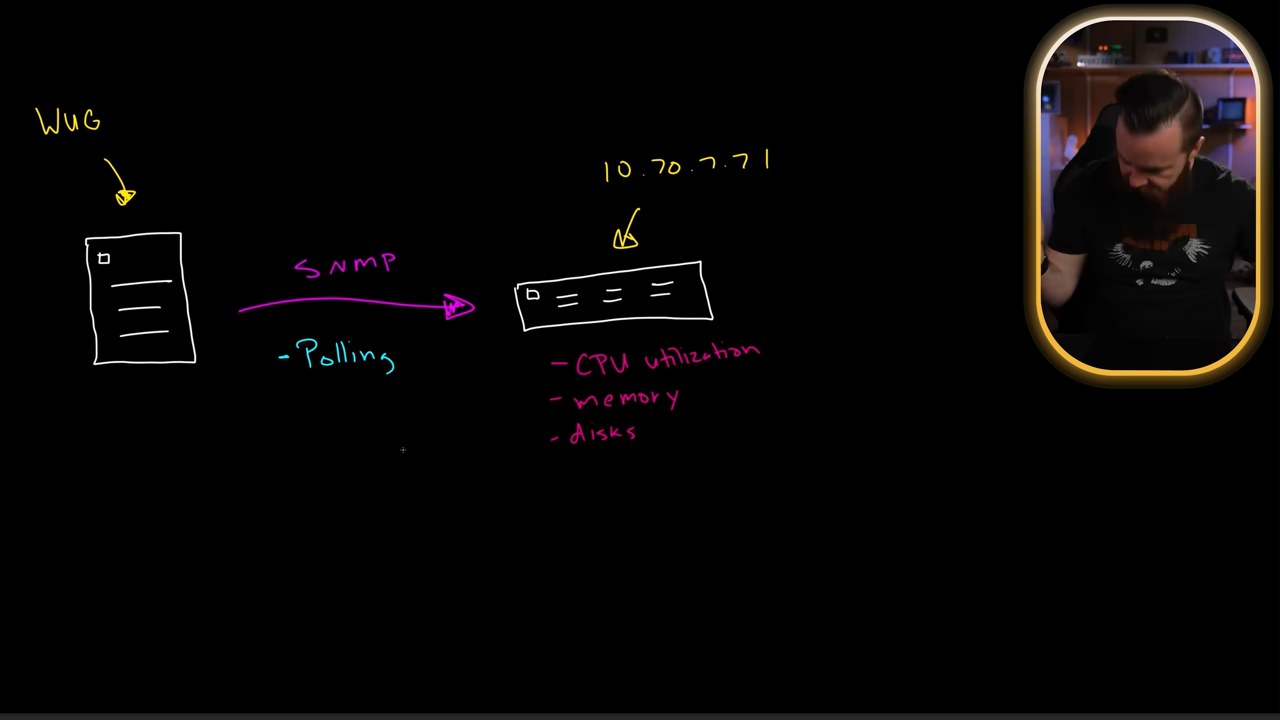 WUG
10.70.7.71
SNMP
- Polling
- CPU utilization
- memory
- disks